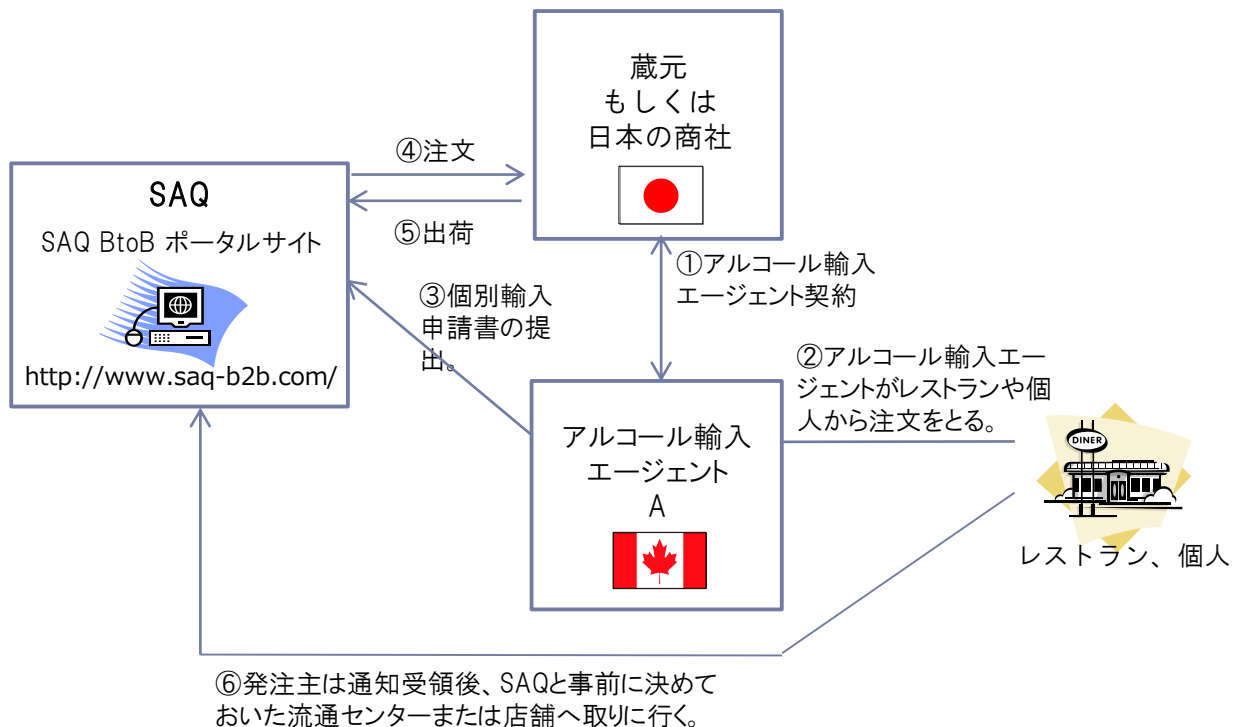 蔵元
もしくは
日本の商社
④注文
SAQ
SAQ BtoB ポータルサイト
http://www.saq-b2b.com/
⑤出荷
①アルコール輸入
エージェント契約
③個別輸入
申請書の提
出。
②アルコール輸入エー
ジェントがレストランや個
人から注文をとる。
アルコール輸入
エージェント
A
DINER
レストラン、個人
⑥発注主は通知受領後、SAQと事前に決めて
おいた流通センターまたは店舗へ取りに行く。